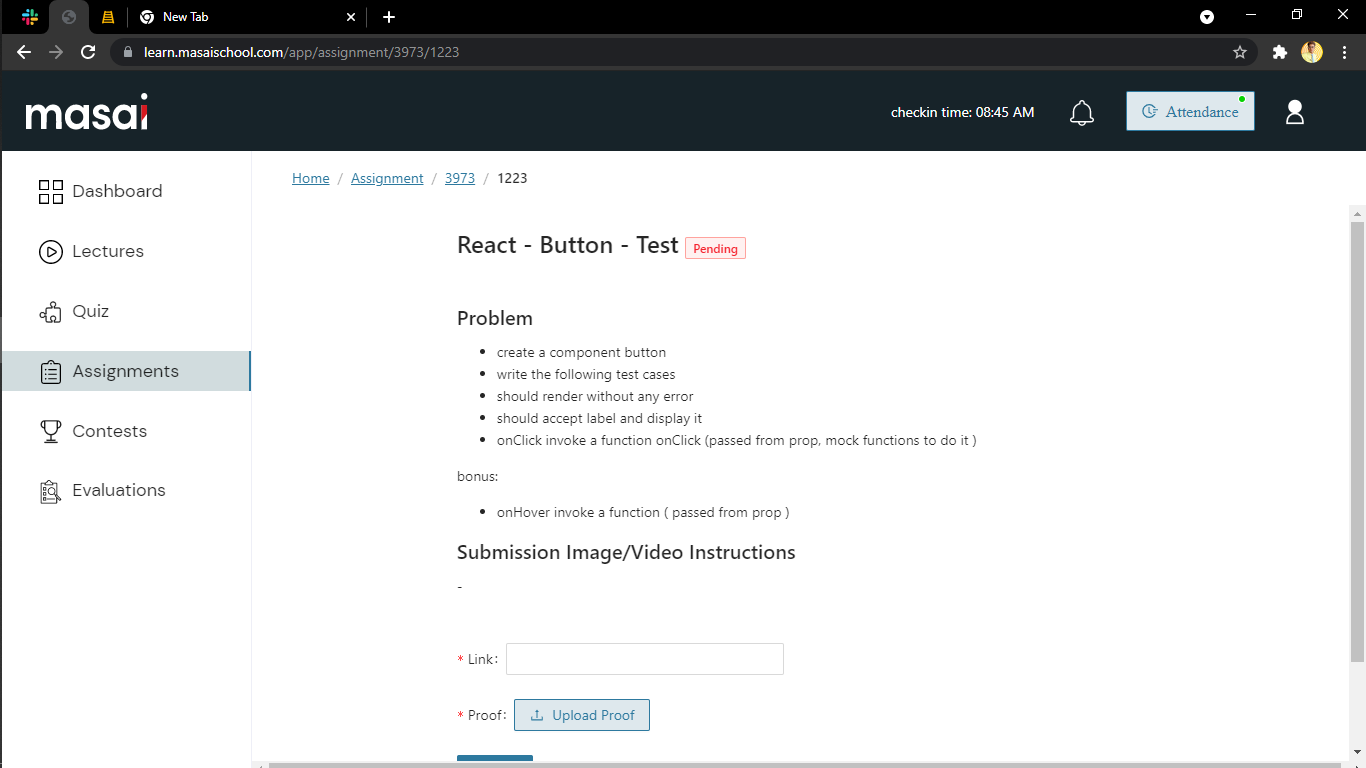 New Tab
learn.masaischool.com/app/assignment/3973/1223
masai
checkin time: 08:45 AM
Attendance
Dashboard
Lectures
Quiz
Assignments
Contests
Evaluations
Home / Assignment / 3973 / 1223
React - Button - Test Pending
Problem
• create a component button
• write the following test cases
• should render without any error
• should accept label and display it
• onClick invoke a function onClick (passed from prop, mock functions to do it )
bonus:
• onHover invoke a function ( passed from prop )
Submission Image/Video Instructions
-
* Link:
* Proof: Upload Proof